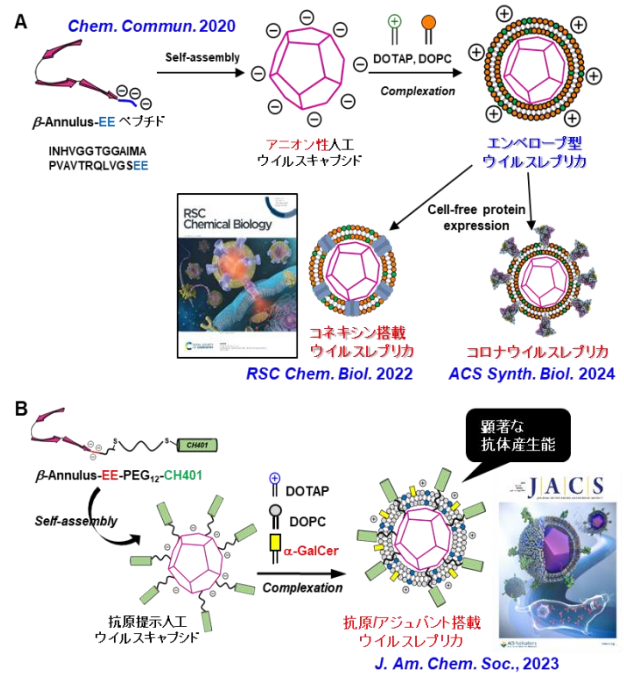 A
Chem. Commun. 2020
Self-assembly
DOTAP, DOPC
Complexation
β-Annulus-EE ペプチド
INHVGGTGGAIMA
PVAVTRQLVGSEE
アニオン性人工
ウイルスキャプシド
エンベロープ型
ウイルスレプリカ
Cell-free protein
expression
RSC
Chemical Biology
コネキシン搭載
ウイルスレプリカ
RSC Chem. Biol. 2022
コロナウイルスレプリカ
ACS Synth. Biol. 2024
B
S
S
CH401
β-Annulus-EE-PEG12-CH401
Self-assembly
抗原提示人工
ウイルスキャプシド
DOTAP
DOPC
α-GalCer
Complexation
顕著な
抗体産生能
抗原/アジュバント搭載
ウイルスレプリカ
JACS
J. Am. Chem. Soc., 2023